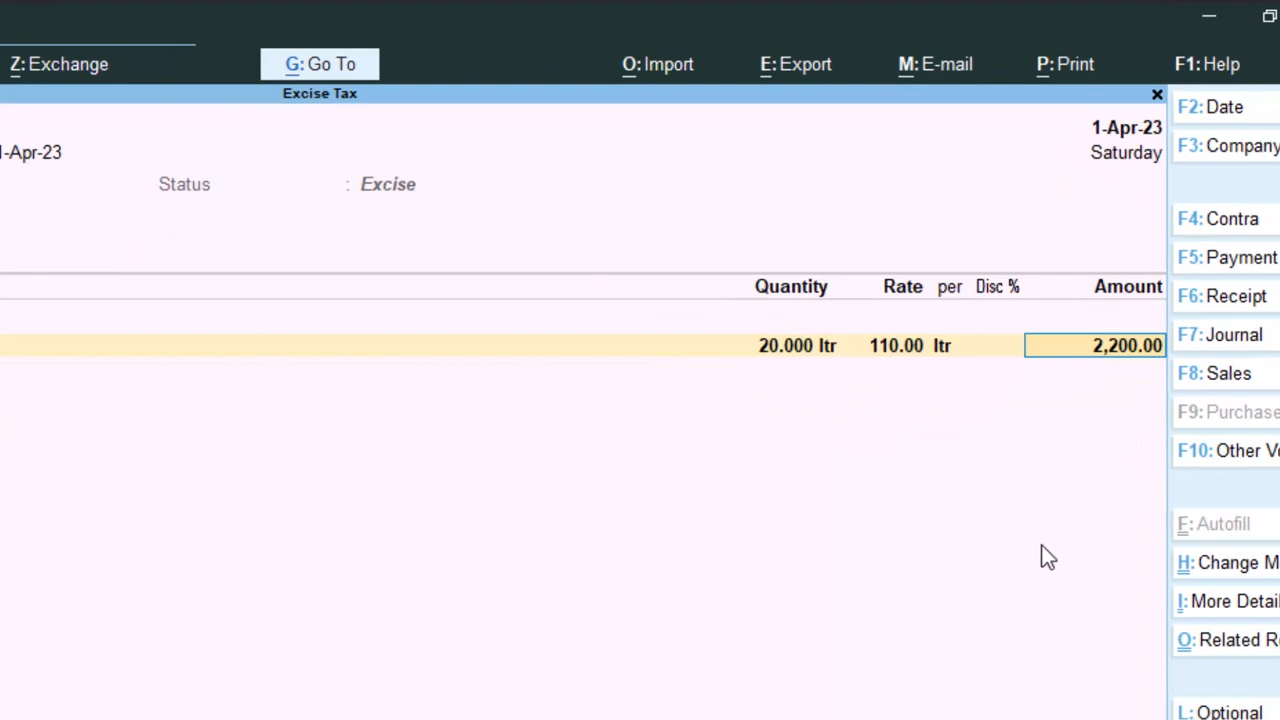 Z: Exchange G: Go To O: Import E: Export M: E-mail P: Print F1: Help
Excise Tax
F2: Date
1-Apr-23
F3: Company
-Apr-23 Saturday
Status : Excise
F4: Contra
F5: Payment
Quantity Rate per Disc % Amount
F6: Receipt
F7: Journal
20.000 ltr 110.00 ltr 2,200.00
F8: Sales
F9: Purchase
F10: Other
F: Autofill
H: Change
I: More
O: Related
L: Optional